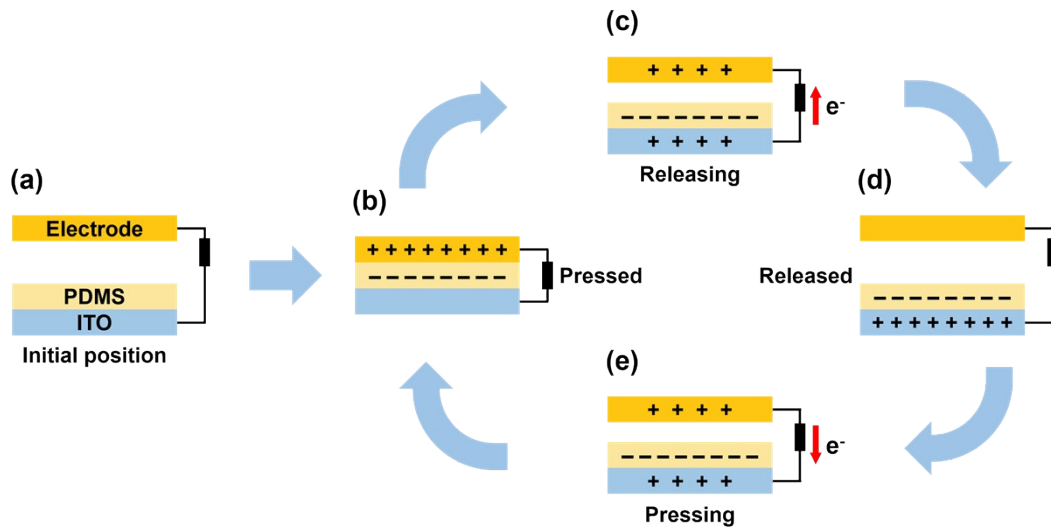 (a)
Electrode
PDMS
ITO
Initial position
(b)
+ + + + + + + +
– – – – – – – –
Pressed
(c)
+ + + +
– – – – – – – –
+ + + +
e-
Releasing
(d)
Released
– – – – – – – –
+ + + + + + + +
(e)
+ + + +
– – – – – – – –
+ + + +
e-
Pressing